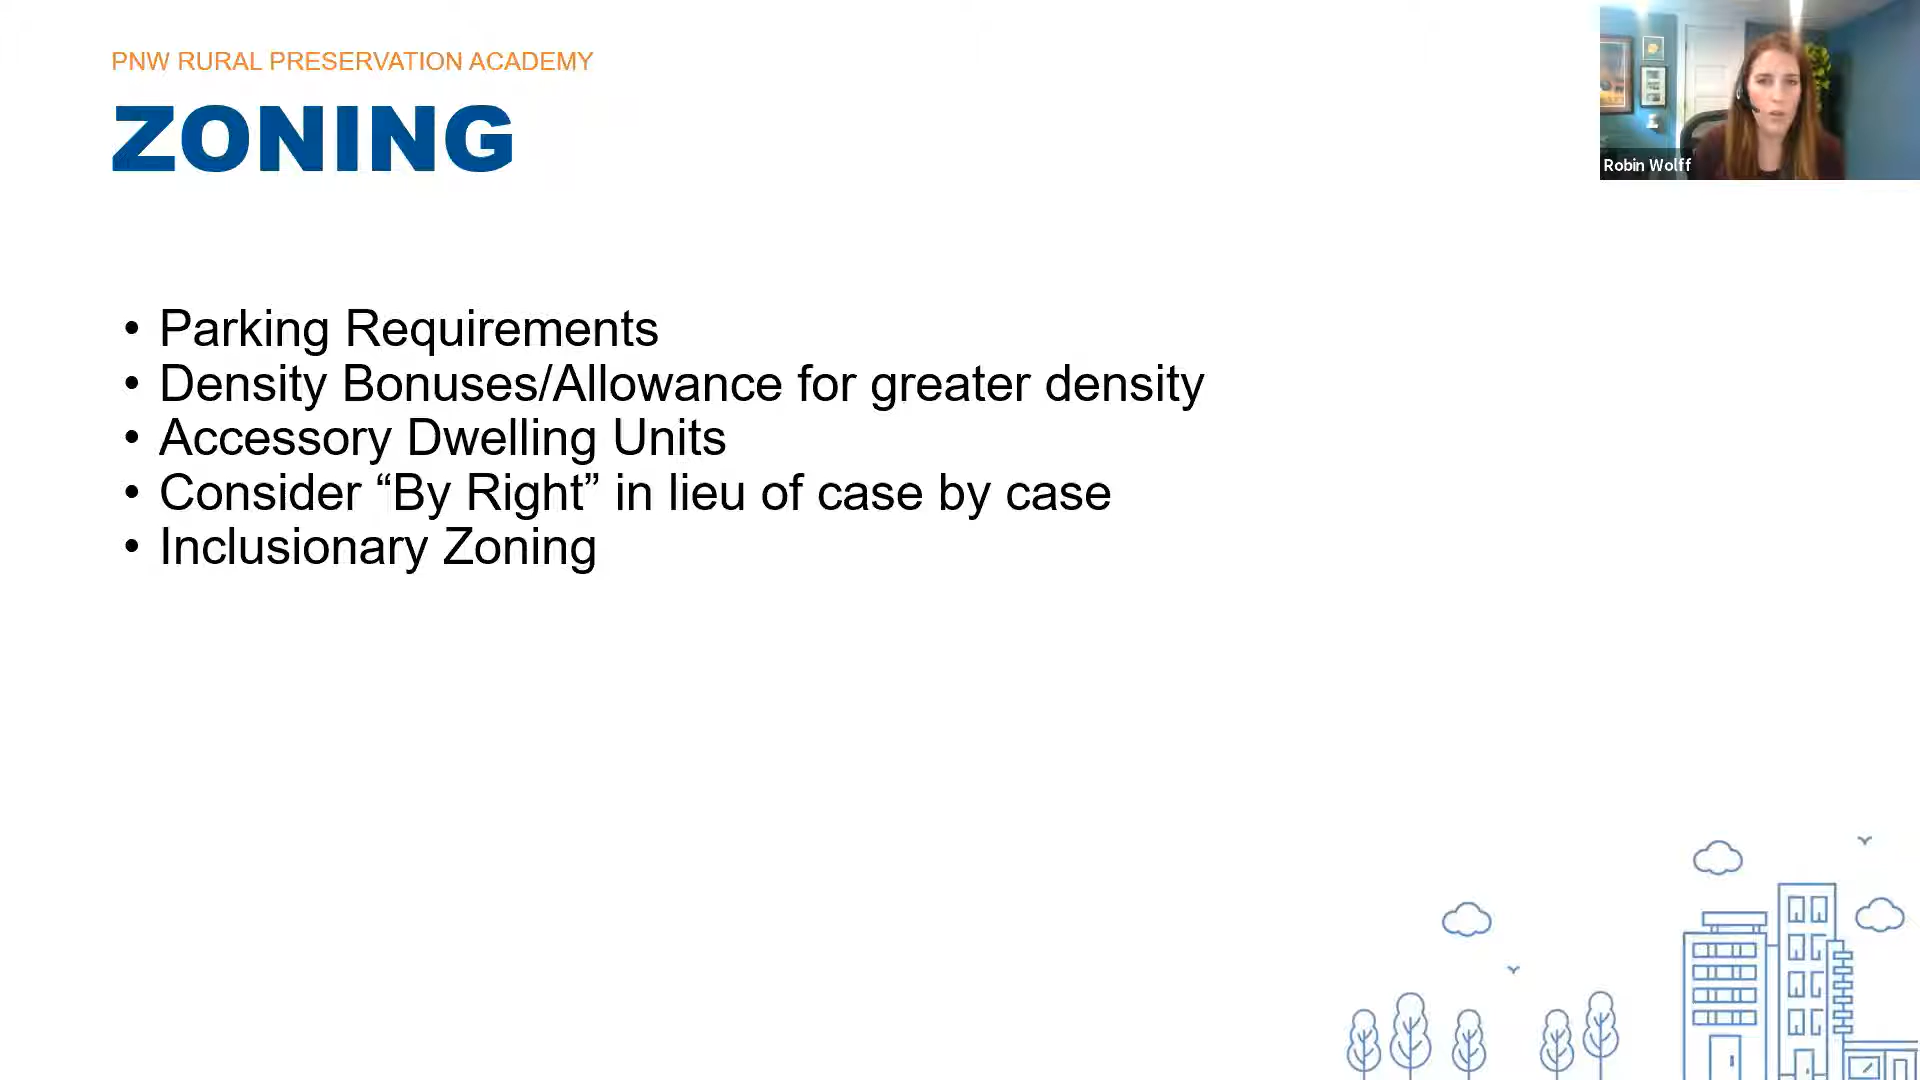 PNW RURAL PRESERVATION ACADEMY
ZONING
Robin Wolff
• Parking Requirements
• Density Bonuses/Allowance for greater density
• Accessory Dwelling Units
• Consider “By Right” in lieu of case by case
• Inclusionary Zoning